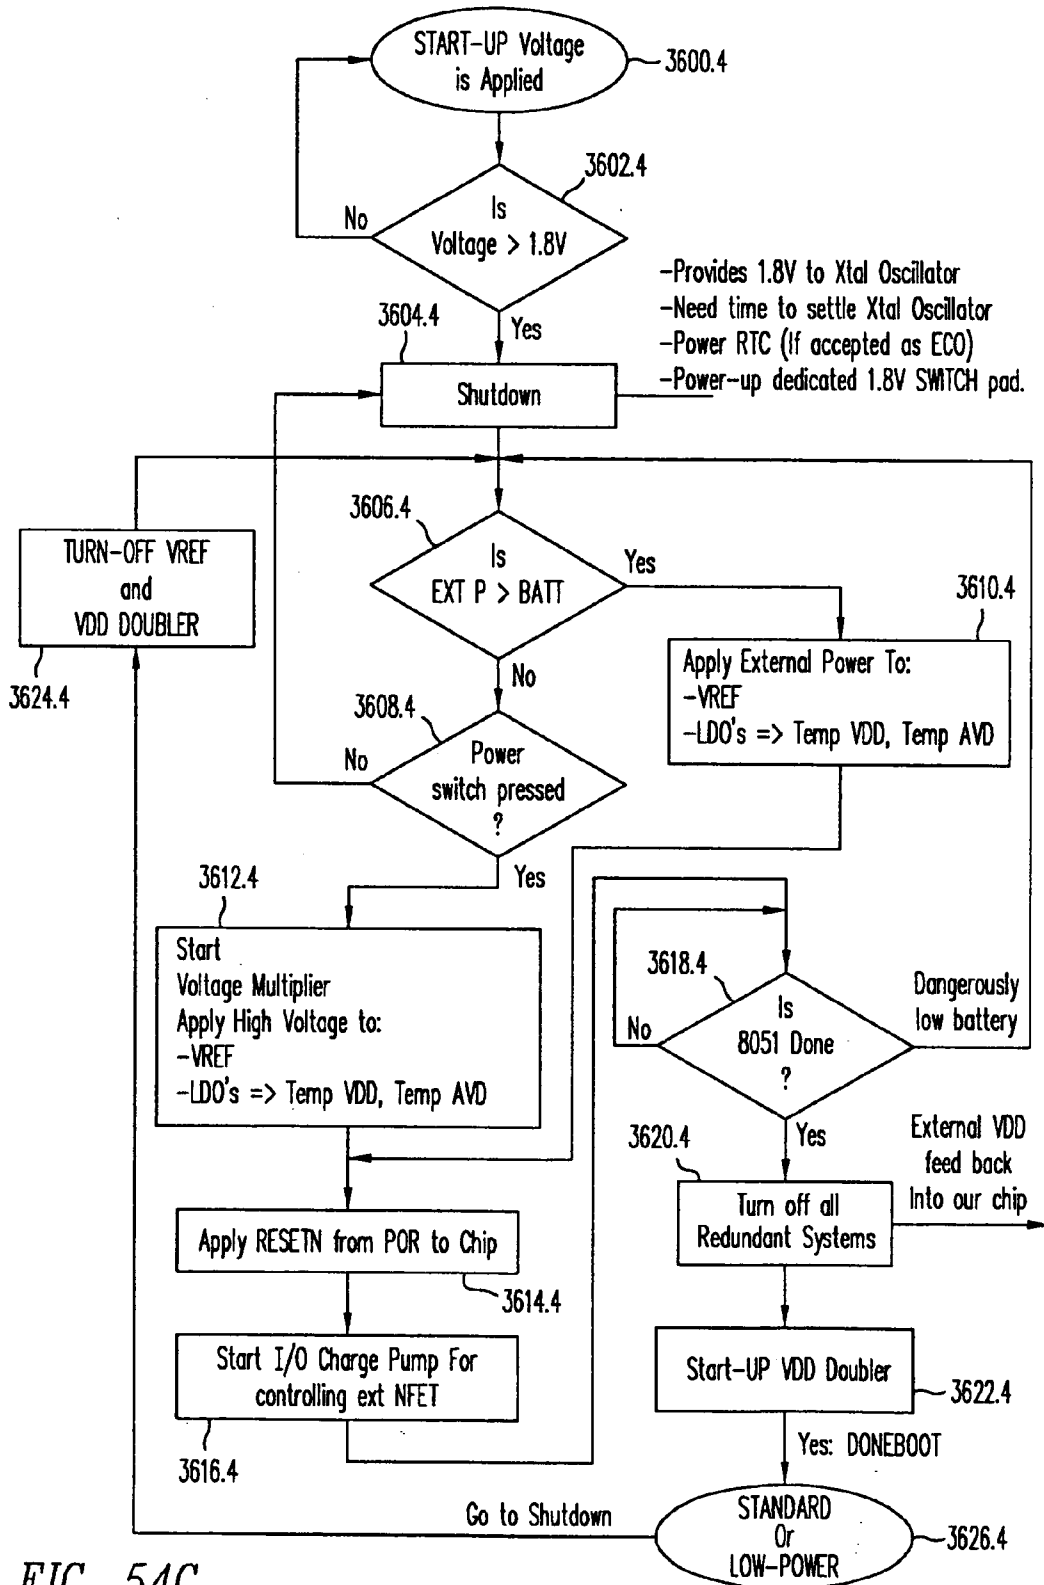 START-UP Voltage
is Applied
3600.4
3602.4
No
Is
Voltage > 1.8V
-Provides 1.8V to Xtal Oscillator
-Need time to settle Xtal Oscillator
-Power RTC (If accepted as ECO)
-Power-up dedicated 1.8V SWITCH pad.
3604.4
Yes
Shutdown
3606.4
TURN-OFF VREF
and
VDD DOUBLER
3624.4
Is
EXT P > BATT
Yes
3610.4
Apply External Power To:
-VREF
-LDO's => Temp VDD, Temp AVD
No
3608.4
No
Power
switch pressed
?
Yes
3612.4
Start
Voltage Multiplier
Apply High Voltage to:
-VREF
-LDO's => Temp VDD, Temp AVD
3618.4
No
Is
8051 Done
?
Dangerously
low battery
Yes
3620.4
External VDD
feed back
Into our chip
Turn off all
Redundant Systems
Apply RESETN from POR to Chip
3614.4
Start I/O Charge Pump For
controlling ext NFET
3616.4
Start-UP VDD Doubler
3622.4
Yes: DONEBOOT
Go to Shutdown
STANDARD
Or
LOW-POWER
3626.4
FIG. 54C